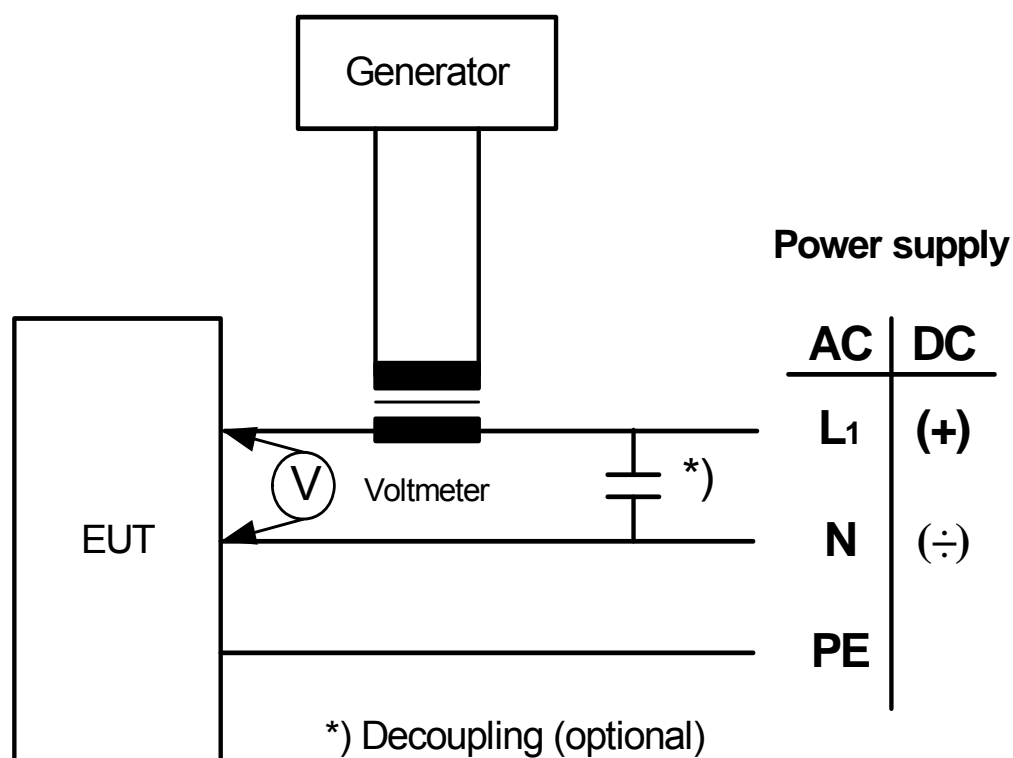 Generator
Power supply
AC DC
L1 (+)
*)
V Voltmeter
EUT
N (÷)
PE
*) Decoupling (optional)